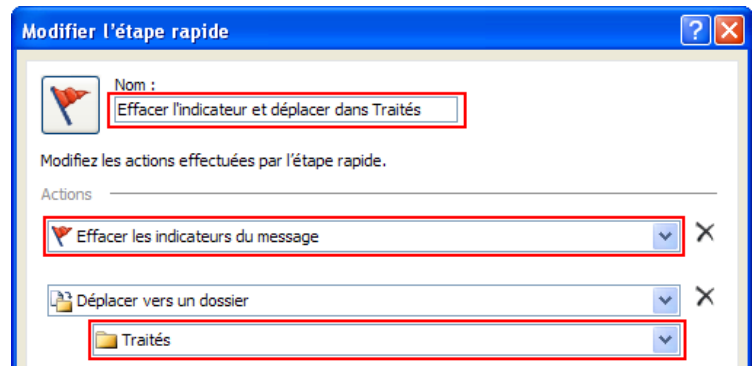 Modifier l'étape rapide
Nom :
Effacer l'indicateur et déplacer dans Traités
Modifiez les actions effectuées par l'étape rapide.
Actions
Effacer les indicateurs du message
Déplacer vers un dossier
Traités